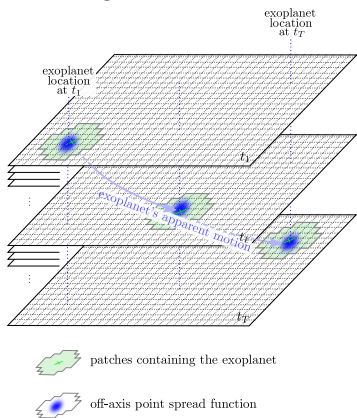 exoplanet
location
at t_T
exoplanet
location
at t_1
t_1
exoplanet's apparent motion
t_ℓ
t_T
patches containing the exoplanet
off-axis point spread function